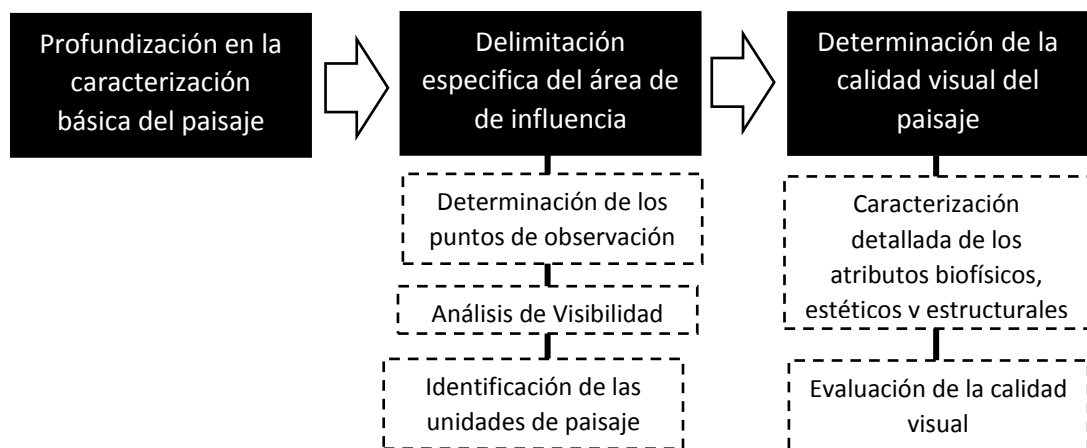 Profundización en la
caracterización
básica del paisaje
Delimitación
especifica del área de
de influencia
Determinación de los
puntos de observación
Análisis de Visibilidad
Identificación de las
unidades de paisaje
Determinación de la
calidad visual del
paisaje
Caracterización
detallada de los
atributos biofísicos,
estéticos y estructurales
Evaluación de la calidad
visual